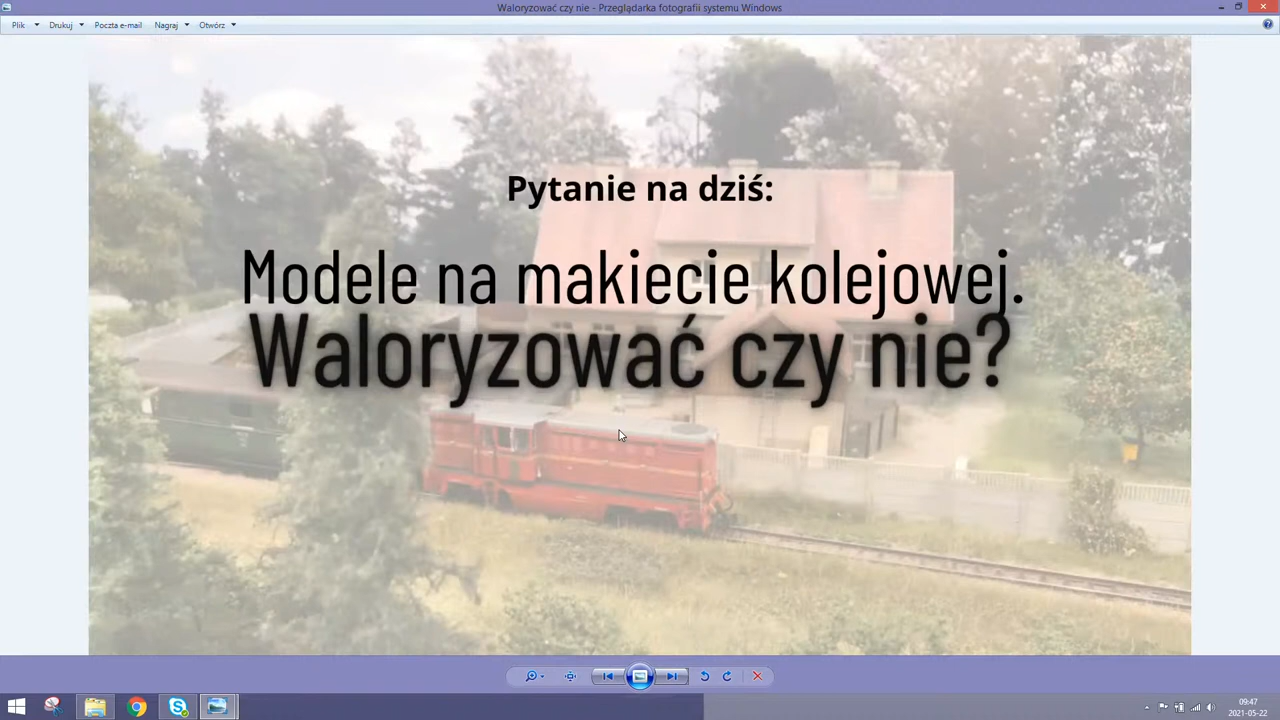 Waloryzować czy nie - Przeglądarka fotografii systemu Windows
Plik Drukuj Poczta e-mail Nagraj Otwórz
Pytanie na dziś:
Modele na makiecie kolejowej.
Waloryzować czy nie?
09:47
2021-05-22